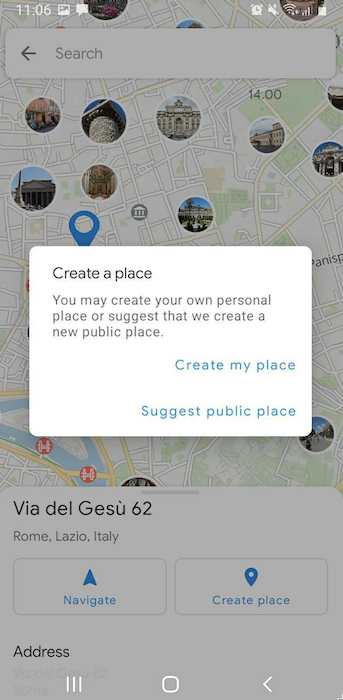 11:06
Search
14.00
Panisp
Create a place
You may create your own personal
place or suggest that we create a
new public place.
Create my place
Suggest public place
Via del Gesù 62
Rome, Lazio, Italy
Navigate
Create place
Address
Via del Gesù 62
Rome